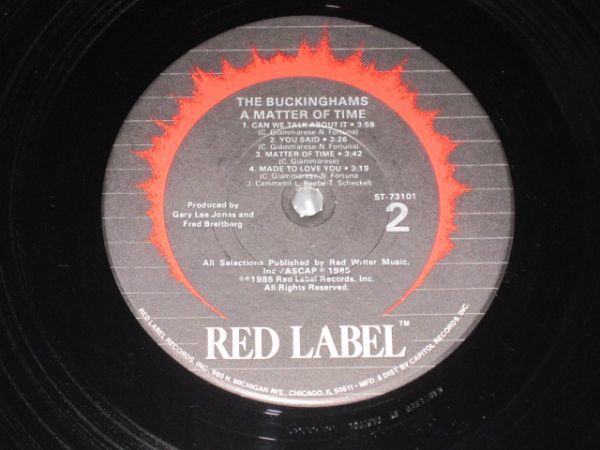 THE BUCKINGHAMS
A MATTER OF TIME
1. CAN WE TALK ABOUT IT • 3:58
(C. Giammarese-N. Fortuna)
2. YOU SAID • 3:26
(C. Giammarese-N. Fortuna)
3. MATTER OF TIME • 3:42
(C. Giammarese)
4. MADE TO LOVE YOU • 3:19
(C. Giammarese-N. Fortuna
J. Cammelot-L. Beebe-T. Scheckel)
Produced by
Gary Lee Jones and
Fred Breitberg
ST-73101
2
All Selections Published by Red Writer Music,
Inc./ASCAP © 1985
℗©1985 Red Label Records, Inc.
All Rights Reserved.
RED LABEL™
RED LABEL RECORDS, INC., 980 N. MICHIGAN AVE., CHICAGO, IL 60611 • MFG. & DIST. BY CAPITOL RECORDS, INC.